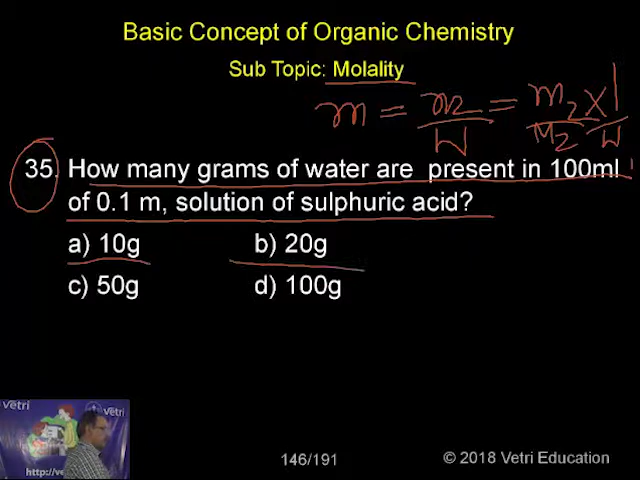 Basic Concept of Organic Chemistry
Sub Topic: Molality
m = n2/W = m2/M2 x 1/W
35. How many grams of water are present in 100ml
of 0.1 m, solution of sulphuric acid?
a) 10g b) 20g
c) 50g d) 100g
vetri
vetri
http://ve
146/191
© 2018 Vetri Education